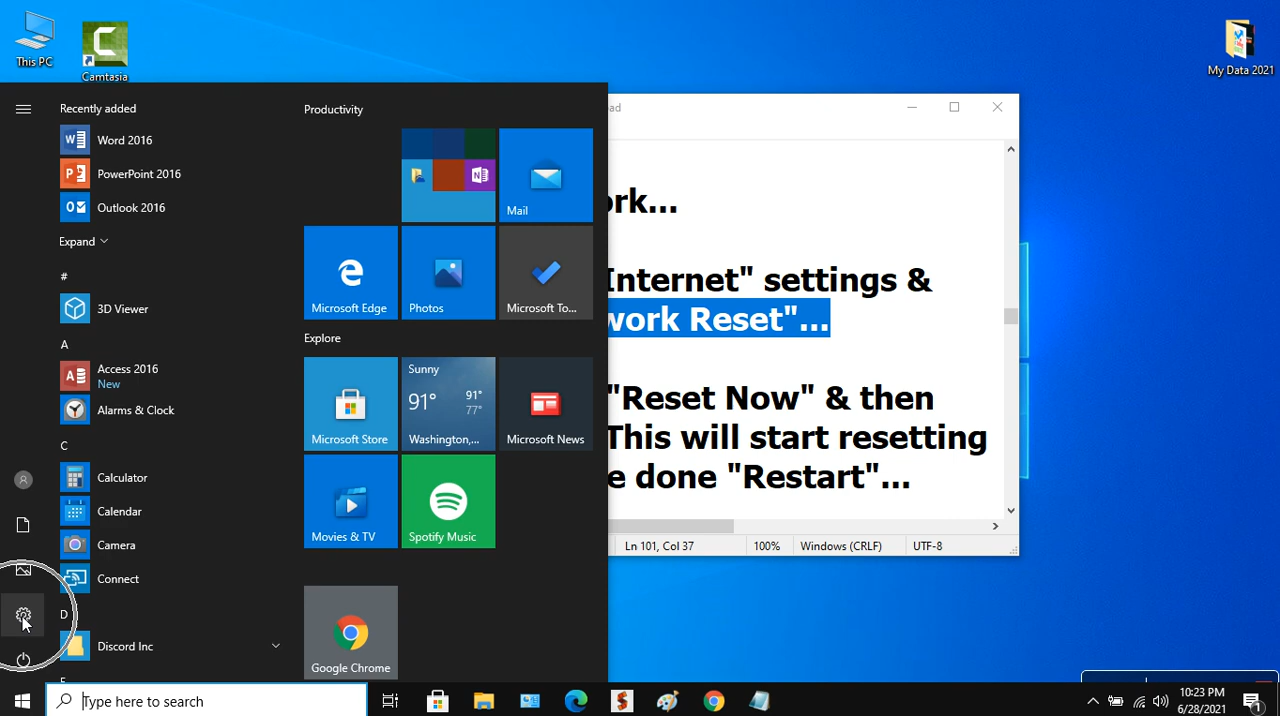 This PC
Camtasia
My Data 2021
Recently added
Word 2016
PowerPoint 2016
Outlook 2016
Expand
#
3D Viewer
A
Access 2016
New
Alarms & Clock
C
Calculator
Calendar
Camera
Connect
D
Discord Inc
Productivity
Mail
Microsoft Edge
Photos
Microsoft To...
Explore
Microsoft Store
Sunny
91° 91°
77°
Washington,...
Microsoft News
Movies & TV
Spotify Music
Google Chrome
ad
ork...
Internet" settings &
work Reset"...
"Reset Now" & then
This will start resetting
e done "Restart"...
Ln 101, Col 37 100% Windows (CRLF) UTF-8
Type here to search
10:23 PM
6/28/2021
1